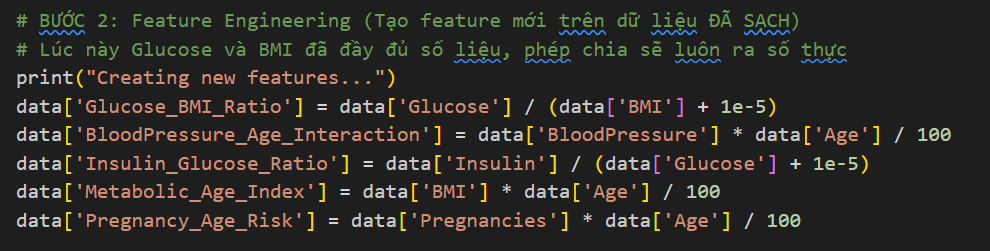 # BƯỚC 2: Feature Engineering (Tạo feature mới trên dữ liệu ĐÃ SẠCH)
# Lúc này Glucose và BMI đã đầy đủ số liệu, phép chia sẽ luôn ra số thực
print("Creating new features...")
data['Glucose_BMI_Ratio'] = data['Glucose'] / (data['BMI'] + 1e-5)
data['BloodPressure_Age_Interaction'] = data['BloodPressure'] * data['Age'] / 100
data['Insulin_Glucose_Ratio'] = data['Insulin'] / (data['Glucose'] + 1e-5)
data['Metabolic_Age_Index'] = data['BMI'] * data['Age'] / 100
data['Pregnancy_Age_Risk'] = data['Pregnancies'] * data['Age'] / 100